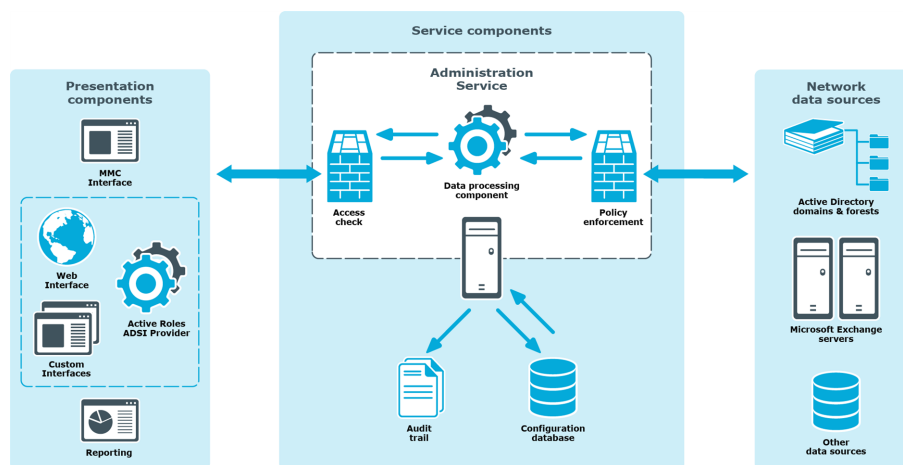 Service components
Presentation
components
MMC
Interface
Web
Interface
Active Roles
ADSI Provider
Custom
Interfaces
Reporting
Administration
Service
Access
check
Data processing
component
Policy
enforcement
Audit
trail
Configuration
database
Network
data sources
Active Directory
domains & forests
Microsoft Exchange
servers
Other
data sources